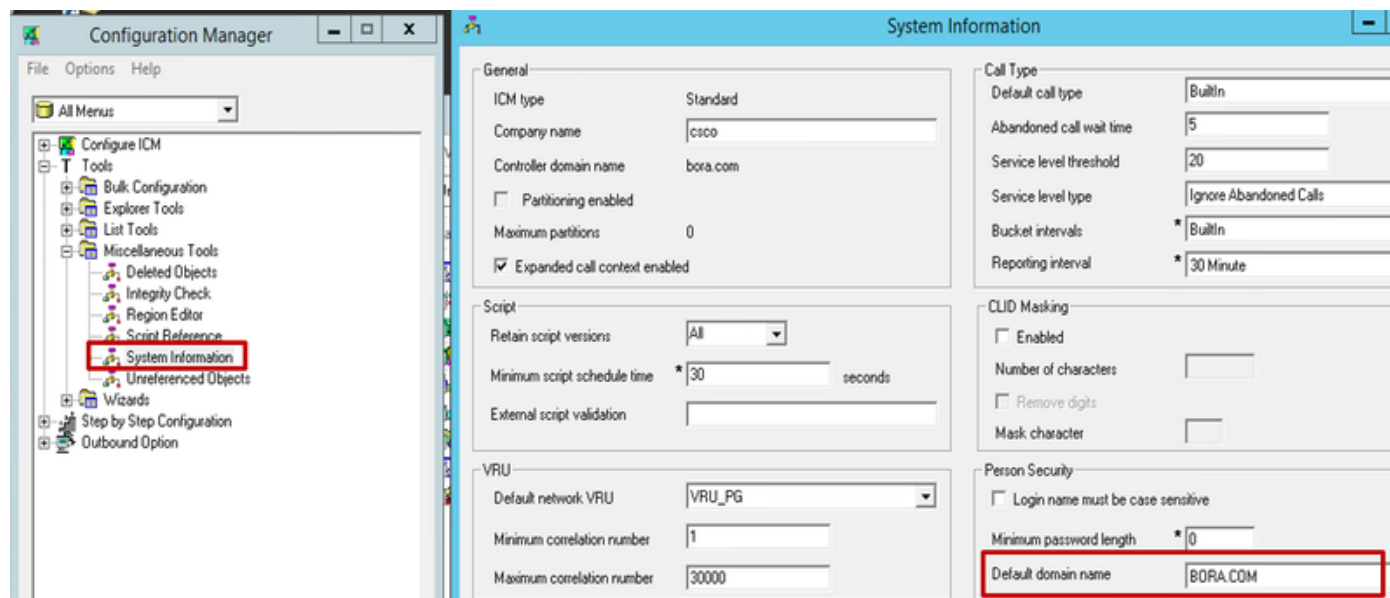 Configuration Manager
File Options Help
All Menus
Configure ICM
Tools
Bulk Configuration
Explorer Tools
List Tools
Miscellaneous Tools
Deleted Objects
Integrity Check
Region Editor
Script Reference
System Information
Unreferenced Objects
Wizards
Step by Step Configuration
Outbound Option
System Information
General
ICM type Standard
Company name csco
Controller domain name bora.com
Partitioning enabled
Maximum partitions 0
Expanded call context enabled
Script
Retain script versions All
Minimum script schedule time * 30 seconds
External script validation
VRU
Default network VRU VRU_PG
Minimum correlation number 1
Maximum correlation number 30000
Call Type
Default call type BuiltIn
Abandoned call wait time 5
Service level threshold 20
Service level type Ignore Abandoned Calls
Bucket intervals * BuiltIn
Reporting interval * 30 Minute
CLID Masking
Enabled
Number of characters
Remove digits
Mask character
Person Security
Login name must be case sensitive
Minimum password length * 0
Default domain name BORA.COM